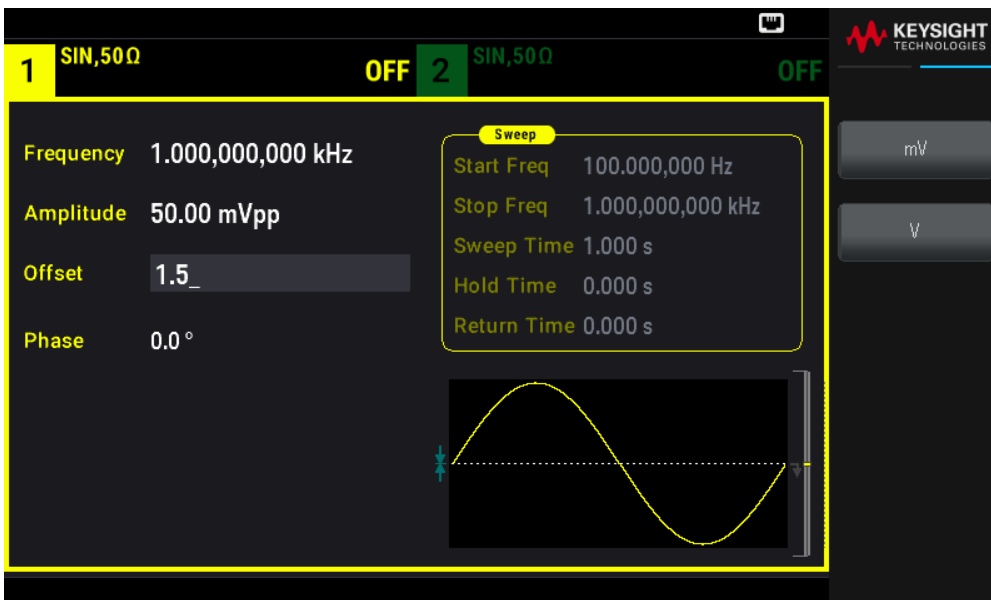 KEYSIGHT
TECHNOLOGIES
1 SIN,50Ω OFF 2 SIN,50Ω OFF
Frequency 1.000,000,000 kHz
Amplitude 50.00 mVpp
Offset 1.5_
Phase 0.0 °
Sweep
Start Freq 100.000,000 Hz
Stop Freq 1.000,000,000 kHz
Sweep Time 1.000 s
Hold Time 0.000 s
Return Time 0.000 s
mV
V